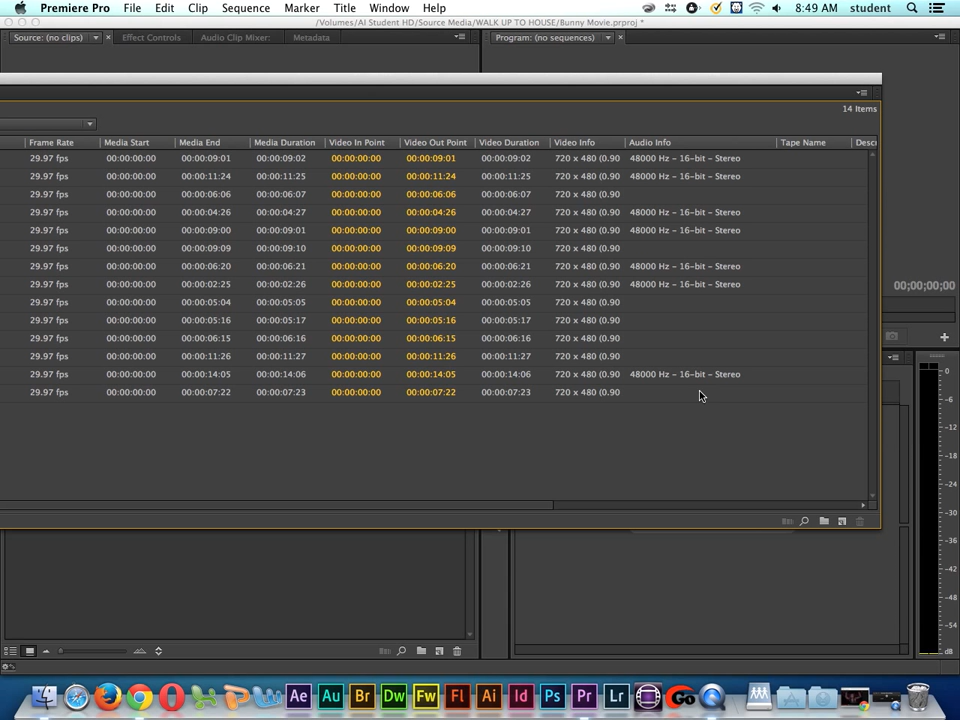 Premiere Pro File Edit Clip Sequence Marker Title Window Help 8:49 AM student
/Volumes/AI Student HD/Source Media/WALK UP TO HOUSE/Bunny Movie.prproj *
Source: (no clips) Effect Controls Audio Clip Mixer: Metadata Program: (no sequences)
14 Items
Frame Rate Media Start Media End Media Duration Video In Point Video Out Point Video Duration Video Info Audio Info Tape Name Descr
29.97 fps 00:00:00:00 00:00:09:01 00:00:09:02 00:00:00:00 00:00:09:01 00:00:09:02 720 x 480 (0.90 48000 Hz - 16-bit - Stereo
29.97 fps 00:00:00:00 00:00:11:24 00:00:11:25 00:00:00:00 00:00:11:24 00:00:11:25 720 x 480 (0.90 48000 Hz - 16-bit - Stereo
29.97 fps 00:00:00:00 00:00:06:06 00:00:06:07 00:00:00:00 00:00:06:06 00:00:06:07 720 x 480 (0.90
29.97 fps 00:00:00:00 00:00:04:26 00:00:04:27 00:00:00:00 00:00:04:26 00:00:04:27 720 x 480 (0.90 48000 Hz - 16-bit - Stereo
29.97 fps 00:00:00:00 00:00:09:00 00:00:09:01 00:00:00:00 00:00:09:00 00:00:09:01 720 x 480 (0.90 48000 Hz - 16-bit - Stereo
29.97 fps 00:00:00:00 00:00:09:09 00:00:09:10 00:00:00:00 00:00:09:09 00:00:09:10 720 x 480 (0.90
29.97 fps 00:00:00:00 00:00:06:20 00:00:06:21 00:00:00:00 00:00:06:20 00:00:06:21 720 x 480 (0.90 48000 Hz - 16-bit - Stereo
29.97 fps 00:00:00:00 00:00:02:25 00:00:02:26 00:00:00:00 00:00:02:25 00:00:02:26 720 x 480 (0.90 48000 Hz - 16-bit - Stereo
00;00;00;00
29.97 fps 00:00:00:00 00:00:05:04 00:00:05:05 00:00:00:00 00:00:05:04 00:00:05:05 720 x 480 (0.90
29.97 fps 00:00:00:00 00:00:05:16 00:00:05:17 00:00:00:00 00:00:05:16 00:00:05:17 720 x 480 (0.90
29.97 fps 00:00:00:00 00:00:06:15 00:00:06:16 00:00:00:00 00:00:06:15 00:00:06:16 720 x 480 (0.90
29.97 fps 00:00:00:00 00:00:11:26 00:00:11:27 00:00:00:00 00:00:11:26 00:00:11:27 720 x 480 (0.90
29.97 fps 00:00:00:00 00:00:14:05 00:00:14:06 00:00:00:00 00:00:14:05 00:00:14:06 720 x 480 (0.90 48000 Hz - 16-bit - Stereo
29.97 fps 00:00:00:00 00:00:07:22 00:00:07:23 00:00:00:00 00:00:07:22 00:00:07:23 720 x 480 (0.90
0
-6
-12
-18
-24
-30
-36
-42
-48
-54
dB
Ae Au Br Dw Fw Fl Ai Id Ps Pr Lr Go